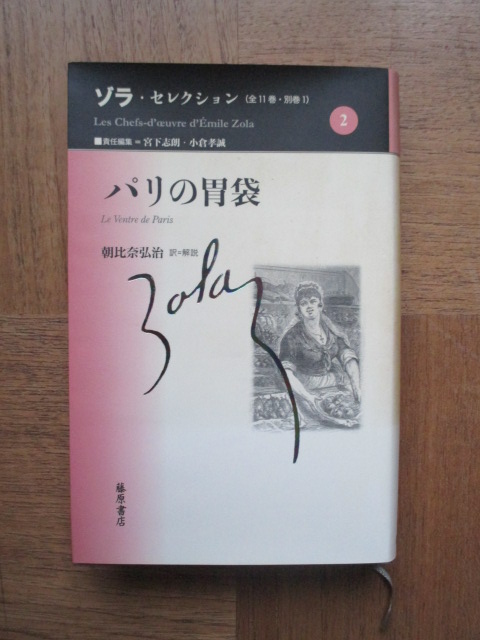 ゾラ・セレクション（全11巻・別巻1）
Les Chefs-d'œuvre d'Émile Zola
2
■責任編集＝宮下志朗・小倉孝誠
パリの胃袋
Le Ventre de Paris
朝比奈弘治 訳＝解説
Zola
藤原書店